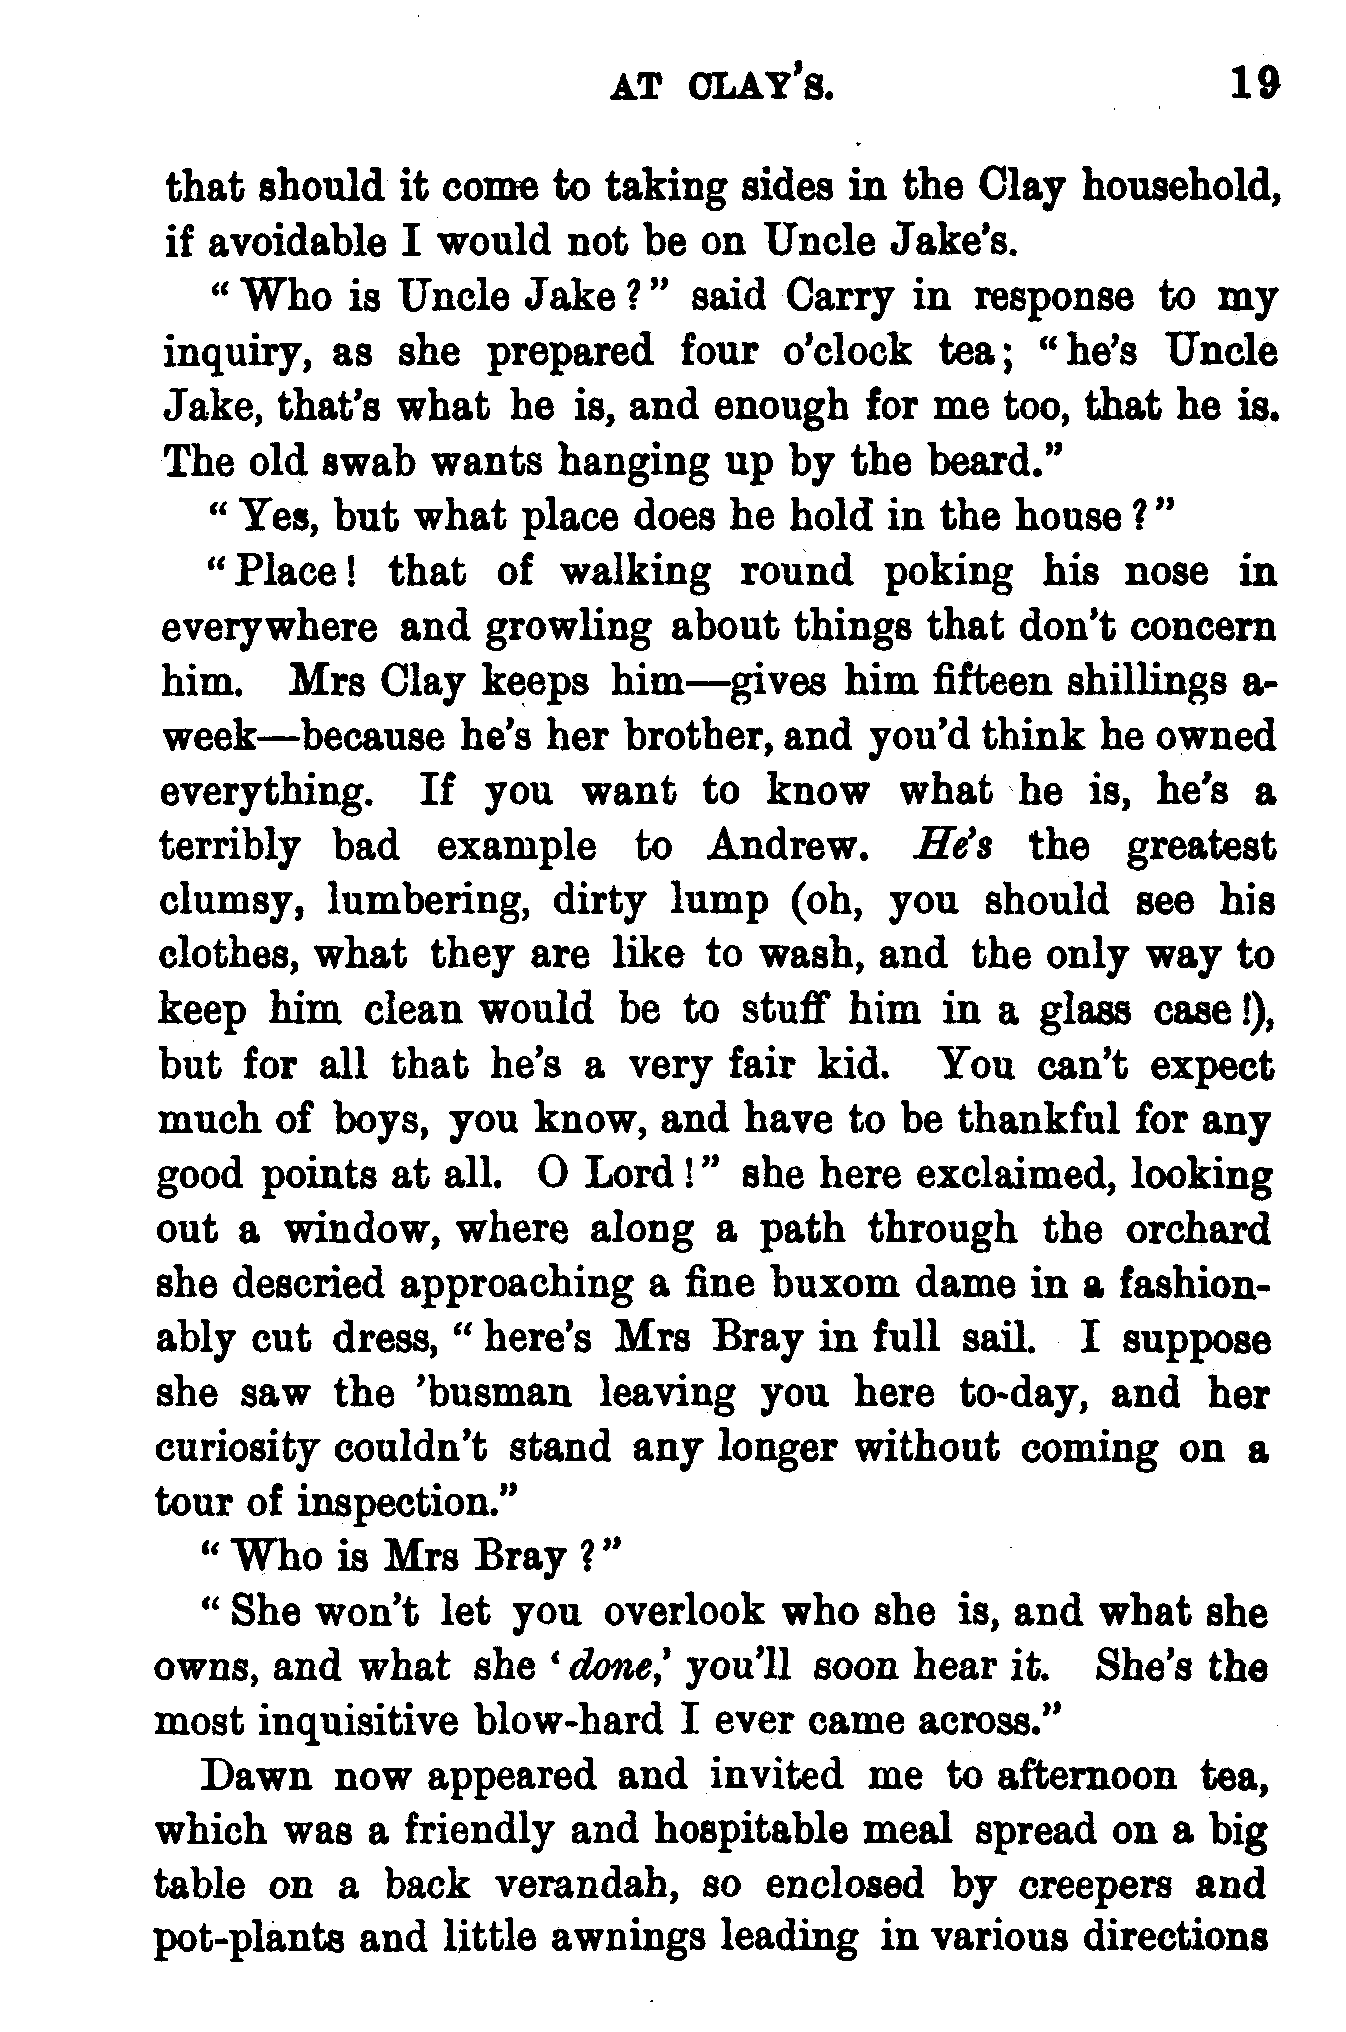 AT CLAY'S. 19
that should it come to taking sides in the Clay household,
if avoidable I would not be on Uncle Jake's.
" Who is Uncle Jake ? " said Carry in response to my
inquiry, as she prepared four o'clock tea ; " he's Uncle
Jake, that's what he is, and enough for me too, that he is.
The old swab wants hanging up by the beard."
" Yes, but what place does he hold in the house ? "
" Place ! that of walking round poking his nose in
everywhere and growling about things that don't concern
him. Mrs Clay keeps him—gives him fifteen shillings a-
week—because he's her brother, and you'd think he owned
everything. If you want to know what he is, he's a
terribly bad example to Andrew. He's the greatest
clumsy, lumbering, dirty lump (oh, you should see his
clothes, what they are like to wash, and the only way to
keep him clean would be to stuff him in a glass case !),
but for all that he's a very fair kid. You can't expect
much of boys, you know, and have to be thankful for any
good points at all. O Lord ! " she here exclaimed, looking
out a window, where along a path through the orchard
she descried approaching a fine buxom dame in a fashion-
ably cut dress, " here's Mrs Bray in full sail. I suppose
she saw the 'busman leaving you here to-day, and her
curiosity couldn't stand any longer without coming on a
tour of inspection."
" Who is Mrs Bray ? "
" She won't let you overlook who she is, and what she
owns, and what she ' done,' you'll soon hear it. She's the
most inquisitive blow-hard I ever came across."
Dawn now appeared and invited me to afternoon tea,
which was a friendly and hospitable meal spread on a big
table on a back verandah, so enclosed by creepers and
pot-plants and little awnings leading in various directions